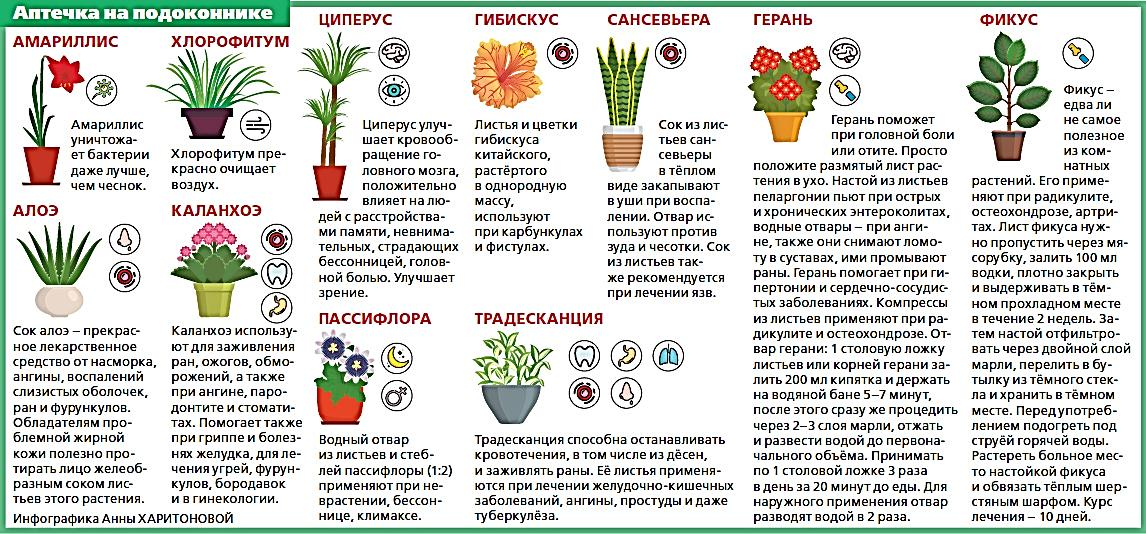 Аптечка на подоконнике
АМАРИЛЛИС
Амариллис
уничтожа-
ет бактерии
даже лучше,
чем чеснок.
ХЛОРОФИТУМ
Хлорофитум пре-
красно очищает
воздух.
АЛОЭ
Сок алоэ – прекрас-
ное лекарственное
средство от насморка,
ангины, воспалений
слизистых оболочек,
ран и фурункулов.
Обладателям про-
блемной жирной
кожи полезно про-
тирать лицо желеоб-
разным соком лис-
тьев этого растения.
КАЛАНХОЭ
Каланхоэ использу-
ют для заживления
ран, ожогов, обмо-
рожений, а также
при ангине, паро-
донтите и стомати-
тах. Помогает также
при гриппе и болез-
нях желудка, для ле-
чения угрей, фурун-
кулов, бородавок
и в гинекологии.
Инфографика Анны ХАРИТОНОВОЙ
ЦИПЕРУС
Циперус улуч-
шает кровообра-
щение го-
ловного мозга,
положительно
влияет на лю-
дей с расстройства-
ми памяти, невнима-
тельных, страдающих
бессонницей, голов-
ной болью. Улучшает
зрение.
ГИБИСКУС
Листья и цветки
гибискуса
китайского,
растёртого
в однородную
массу,
используют
при карбункулах
и фистулах.
САНСЕВЬЕРА
Сок из лис-
тьев сан-
севьеры
в тёплом
виде закапывают
в уши при воспа-
лении. Отвар ис-
пользуют против
зуда и чесотки. Сок
из листьев так-
же рекомендуется
при лечении язв.
ПАССИФЛОРА
Водный отвар
из листьев и стеб-
лей пассифлоры (1:2)
применяют при не-
врастении, бессон-
нице, климаксе.
ТРАДЕСКАНЦИЯ
Традесканция способна останавливать
кровотечения, в том числе из дёсен,
и заживлять раны. Её листья применя-
ются при лечении желудочно-кишечных
заболеваний, ангины, простуды и даже
туберкулёза.
ГЕРАНЬ
Герань поможет
при головной боли
или отите. Просто
положите размятый лист рас-
тения в ухо. Настой из листьев
пеларгонии пьют при острых
и хронических энтероколитах,
водные отвары – при анги-
не, также они снимают ломо-
ту в суставах, ими промывают
раны. Герань помогает при ги-
пертонии и сердечно-сосудис-
тых заболеваниях. Компрессы
из листьев применяют при ра-
дикулите и остеохондрозе. От-
вар герани: 1 столовую ложку
листьев или корней герани за-
лить 200 мл кипятка и держать
на водяной бане 5–7 минут,
после этого сразу же процедить
через 2–3 слоя марли, отжать
и развести водой до первона-
чального объёма. Принимать
по 1 столовой ложке 3 раза
в день за 20 минут до еды. Для
наружного применения отвар
разводят водой в 2 раза.
ФИКУС
Фикус –
едва ли
не самое
полезное
из ком-
натных
растений. Его приме-
няют при радикулите,
остеохондрозе, артри-
тах. Лист фикуса нуж-
но пропустить через мя-
сорубку, залить 100 мл
водки, плотно закрыть
и выдерживать в тём-
ном прохладном месте
в течение 2 недель. За-
тем настой отфильтро-
вать через двойной слой
марли, перелить в бу-
тылку из тёмного стек-
ла и хранить в тёмном
месте. Перед употреб-
лением подогреть под
струёй горячей воды.
Растереть больное мес-
то настойкой фикуса
и обвязать тёплым шер-
стяным шарфом. Курс
лечения – 10 дней.